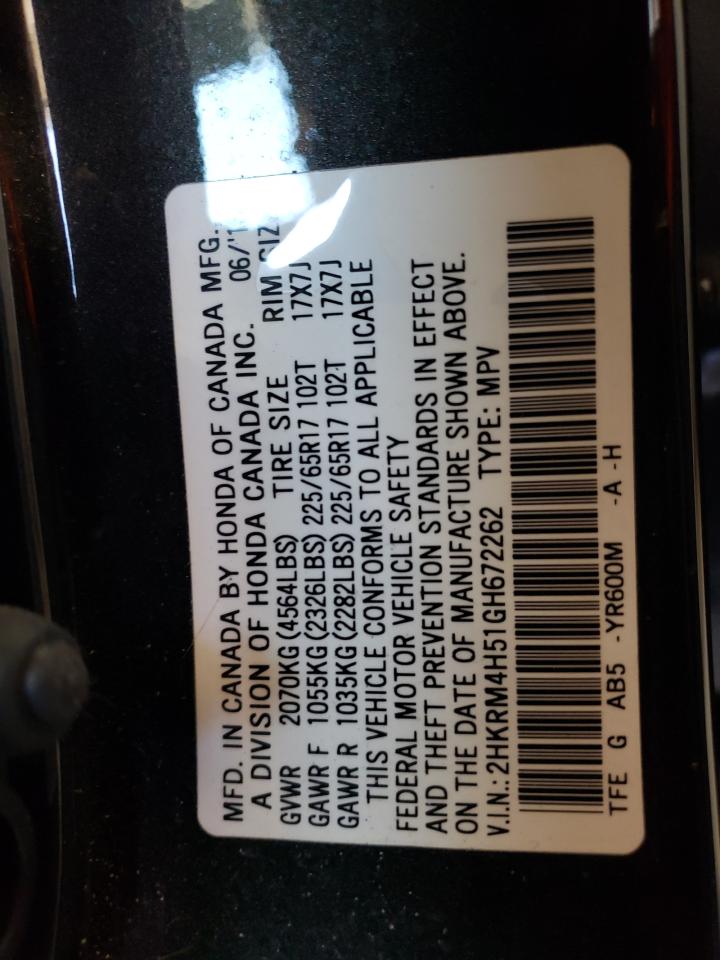 MFD. IN CANADA BY HONDA OF CANADA MFG.
A DIVISION OF HONDA CANADA INC.
GVWR 2070KG(4564LBS) TIRE SIZE RIM
GAWR F 1055KG(2326LBS) 225/65R17 102T 17X7J
GAWR R 1035KG(2282LBS) 225/65R17 102T 17X7J
THIS VEHICLE CONFORMS TO ALL APPLICABLE
FEDERAL MOTOR VEHICLE SAFETY
AND THEFT PREVENTION STANDARDS IN EFFECT
ON THE DATE OF MANUFACTURE SHOWN ABOVE.
V.I.N.: 2HKRM4H51GH672262 TYPE: MPV
TFE G AB5 -YR600M -A -H